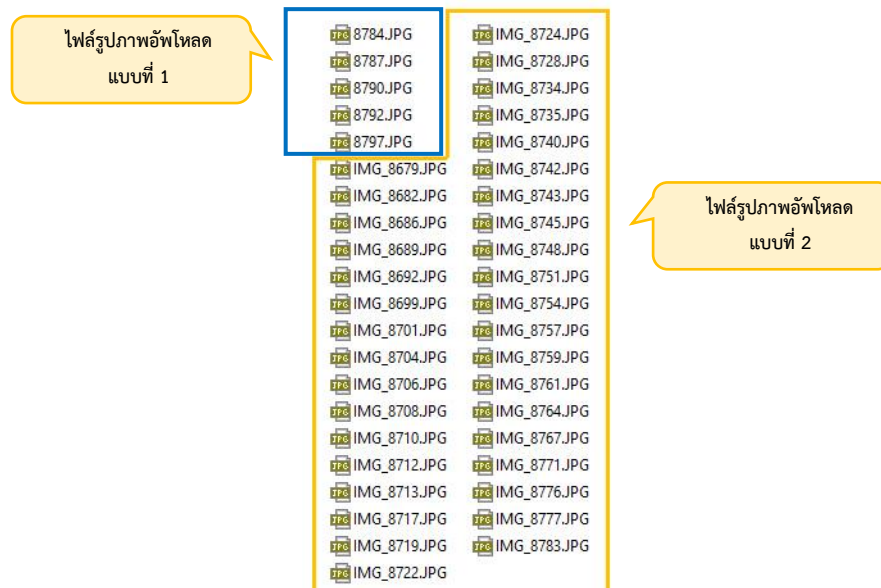 ไฟล์รูปภาพอัพโหลด
แบบที่ 1
8784.JPG
8787.JPG
8790.JPG
8792.JPG
8797.JPG
IMG_8679.JPG
IMG_8682.JPG
IMG_8686.JPG
IMG_8689.JPG
IMG_8692.JPG
IMG_8699.JPG
IMG_8701.JPG
IMG_8704.JPG
IMG_8706.JPG
IMG_8708.JPG
IMG_8710.JPG
IMG_8712.JPG
IMG_8713.JPG
IMG_8717.JPG
IMG_8719.JPG
IMG_8722.JPG
IMG_8724.JPG
IMG_8728.JPG
IMG_8734.JPG
IMG_8735.JPG
IMG_8740.JPG
IMG_8742.JPG
IMG_8743.JPG
IMG_8745.JPG
IMG_8748.JPG
IMG_8751.JPG
IMG_8754.JPG
IMG_8757.JPG
IMG_8759.JPG
IMG_8761.JPG
IMG_8764.JPG
IMG_8767.JPG
IMG_8771.JPG
IMG_8776.JPG
IMG_8777.JPG
IMG_8783.JPG
ไฟล์รูปภาพอัพโหลด
แบบที่ 2